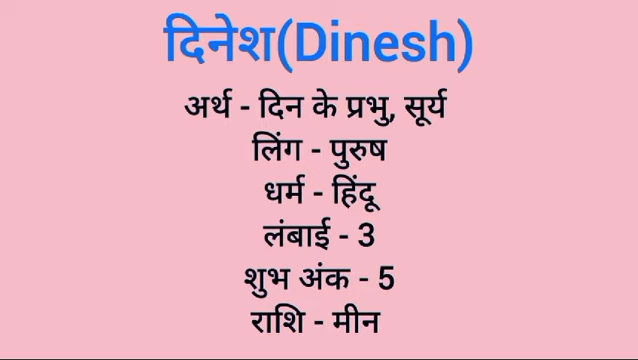 दिनेश(Dinesh)
अर्थ - दिन के प्रभु, सूर्य
लिंग - पुरुष
धर्म - हिंदू
लंबाई - 3
शुभ अंक - 5
राशि - मीन